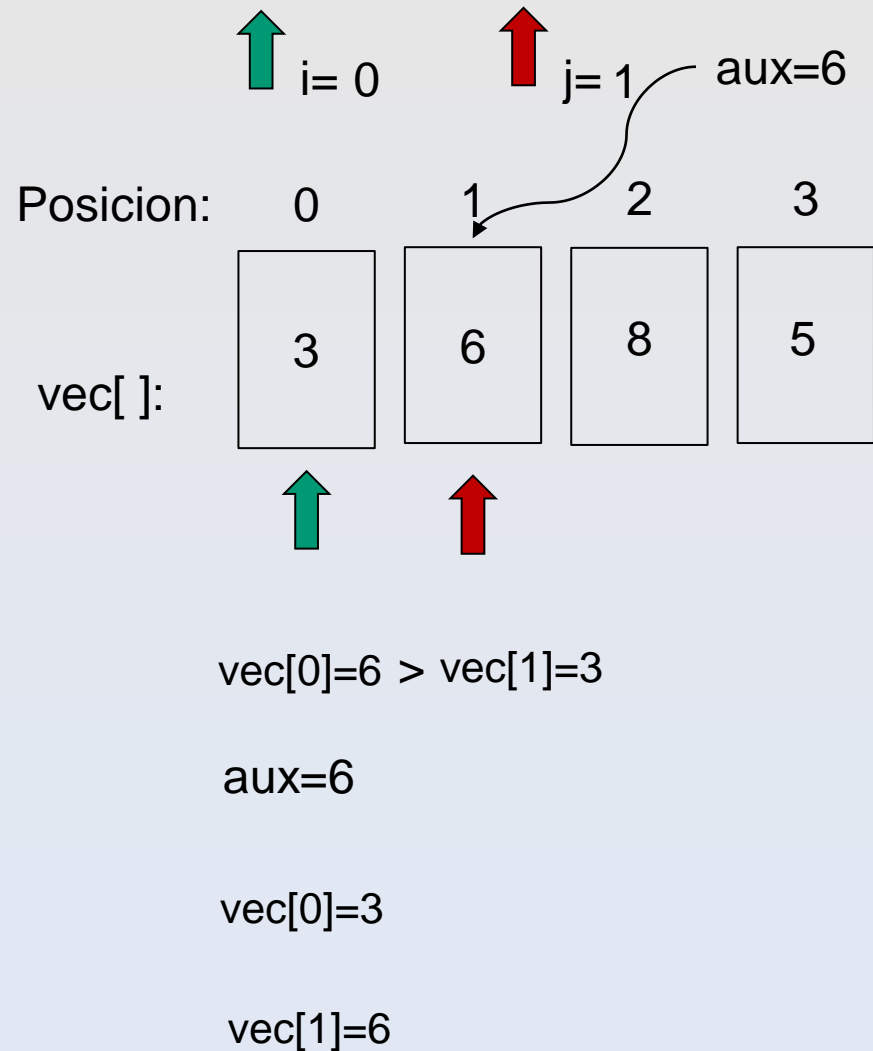 i= 0 j= 1 aux=6
Posicion: 0 1 2 3
vec[ ]: 3 6 8 5
vec[0]=6 > vec[1]=3
aux=6
vec[0]=3
vec[1]=6